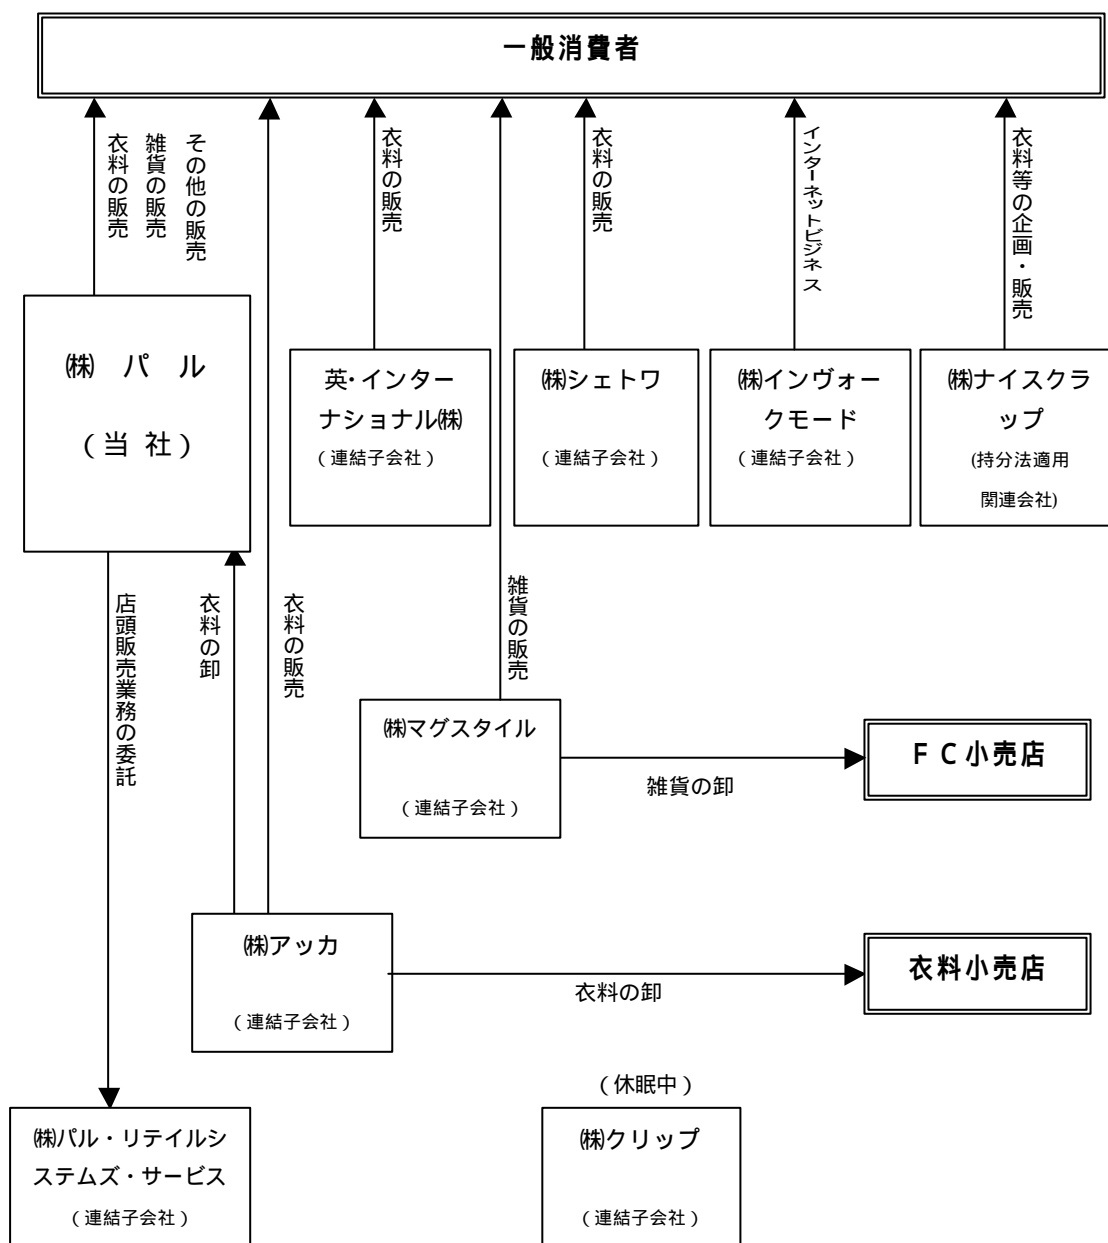 一般消費者
衣料の販売
雑貨の販売
その他の販売
衣料の販売
衣料の販売
インターネットビジネス
衣料等の企画・販売
㈱ パ ル
（当 社）
英・インター
ナショナル㈱
（連結子会社）
㈱シェトワ
（連結子会社）
㈱インヴォー
クモード
（連結子会社）
㈱ナイスクラ
ップ
(持分法適用
関連会社)
店頭販売業務の委託
衣料の卸
衣料の販売
雑貨の販売
㈱マグスタイル
（連結子会社）
雑貨の卸
ＦＣ小売店
㈱アッカ
（連結子会社）
衣料の卸
衣料小売店
（休眠中）
㈱パル・リテイルシ
ステムズ・サービス
（連結子会社）
㈱クリップ
（連結子会社）